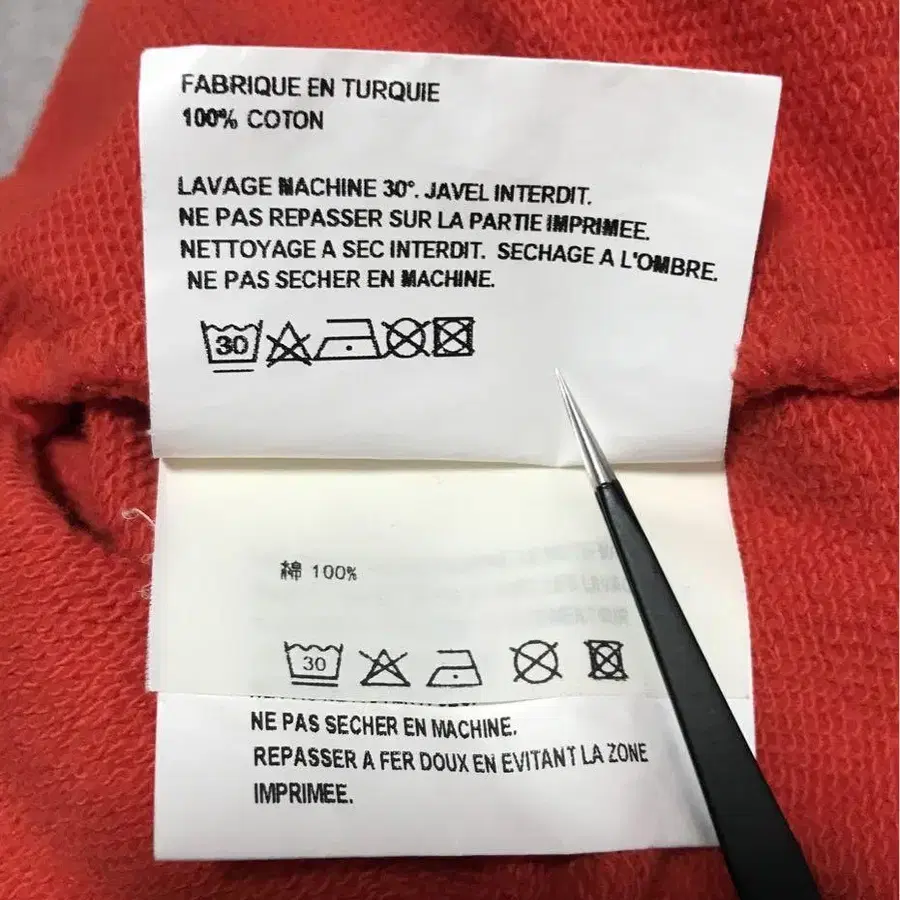 FABRIQUE EN TURQUIE
100% COTON
LAVAGE MACHINE 30°. JAVEL INTERDIT.
NE PAS REPASSER SUR LA PARTIE IMPRIMEE.
NETTOYAGE A SEC INTERDIT. SECHAGE A L'OMBRE.
NE PAS SECHER EN MACHINE.
30
綿 100%
30
NE PAS SECHER EN MACHINE.
REPASSER A FER DOUX EN EVITANT LA ZONE
IMPRIMEE.